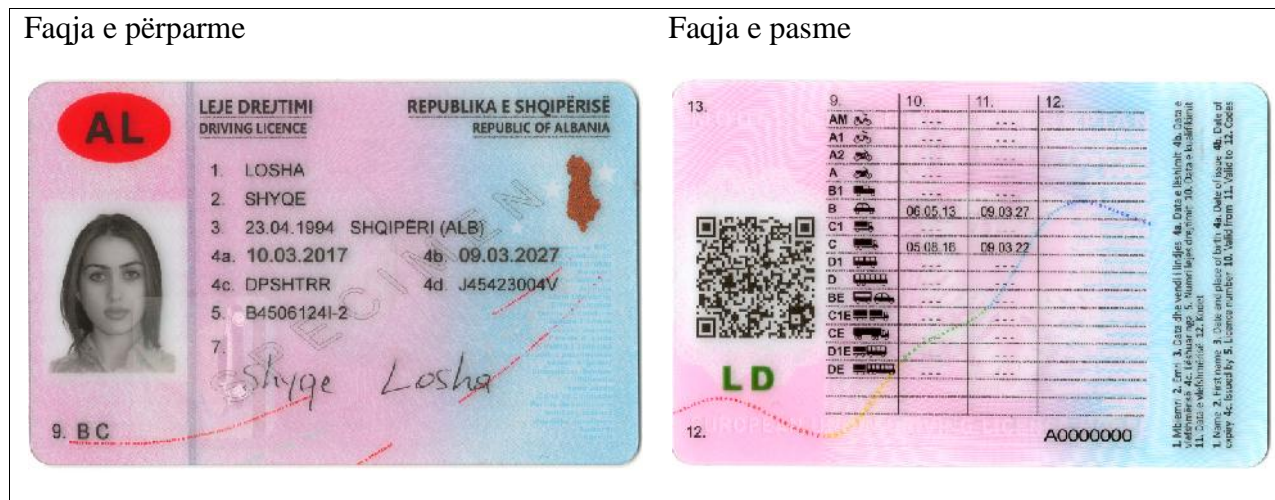 Faqja e përparme
Faqja e pasme
AL
LEJE DREJTIMI
DRIVING LICENCE
REPUBLIKA E SHQIPËRISË
REPUBLIC OF ALBANIA
1. LOSHA
2. SHYQE
3. 23.04.1994 SHQIPËRI (ALB)
4a. 10.03.2017 4b 09.03.2027
4c. DPSHTRR 4d. J45423004V
5. B4506124I-2
7.
Shyqe Losha
SPECIMEN
9. B C
13.
9. 10. 11. 12.
AM --- ---
A1 --- ---
A2 --- ---
A --- ---
B1 --- ---
B 06.05.13 09.03.27
C1 --- ---
C 05.08.16 09.03.22
D1 --- ---
D --- ---
BE --- ---
C1E --- ---
CE --- ---
D1E --- ---
DE --- ---
LD
12.
A0000000
1. Mbiemri 2. Emri 3. Data dhe vendi i lindjes 4a. Data e lëshimit 4b. Data e
vlefshmërisë 4c. Lëshuar nga 5. Numri lejes drejtimit 10. Data e kualifikimit
11. Data e vlefshmërisë 12. Kodet
1. Name 2. First name 3. Date and place of birth 4a. Date of issue 4b. Date of
expiry 4c. Issued by 5. Licence number 10. Valid from 11. Valid to 12. Codes